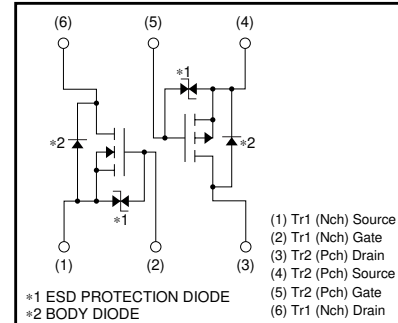 (6) (5) (4)
*1
*2 *2
*1
(1) (2) (3)
(1) Tr1 (Nch) Source
(2) Tr1 (Nch) Gate
(3) Tr2 (Pch) Drain
(4) Tr2 (Pch) Source
(5) Tr2 (Pch) Gate
(6) Tr1 (Nch) Drain
*1 ESD PROTECTION DIODE
*2 BODY DIODE